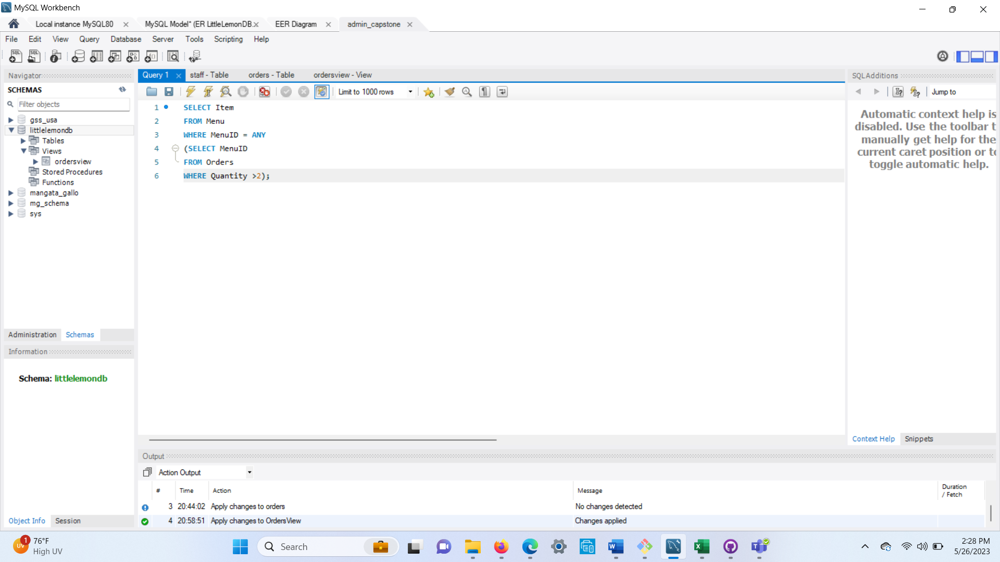 MySQL Workbench
Local instance MySQL80
MySQL Model* (ER LittleLemonDB.
EER Diagram
admin_capstone
File Edit View Query Database Server Tools Scripting Help
Navigator
SCHEMAS
Filter objects
gss_usa
littlelemondb
Tables
Views
ordersview
Stored Procedures
Functions
mangata_gallo
mg_schema
sys
Administration Schemas
Information
Schema: littlelemondb
Object Info Session
Query 1 staff - Table orders - Table ordersview - View
Limit to 1000 rows
1 SELECT Item
2 FROM Menu
3 WHERE MenuID = ANY
4 (SELECT MenuID
5 FROM Orders
6 WHERE Quantity >2);
SQLAdditions
Jump to
Automatic context help is
disabled. Use the toolbar t
manually get help for the
current caret position or to
toggle automatic help.
Context Help Snippets
Output
Action Output
# Time Action Message Duration / Fetch
3 20:44:02 Apply changes to orders No changes detected
4 20:58:51 Apply changes to OrdersView Changes applied
1
UV
76°F
High UV
Search
2:28 PM
5/26/2023